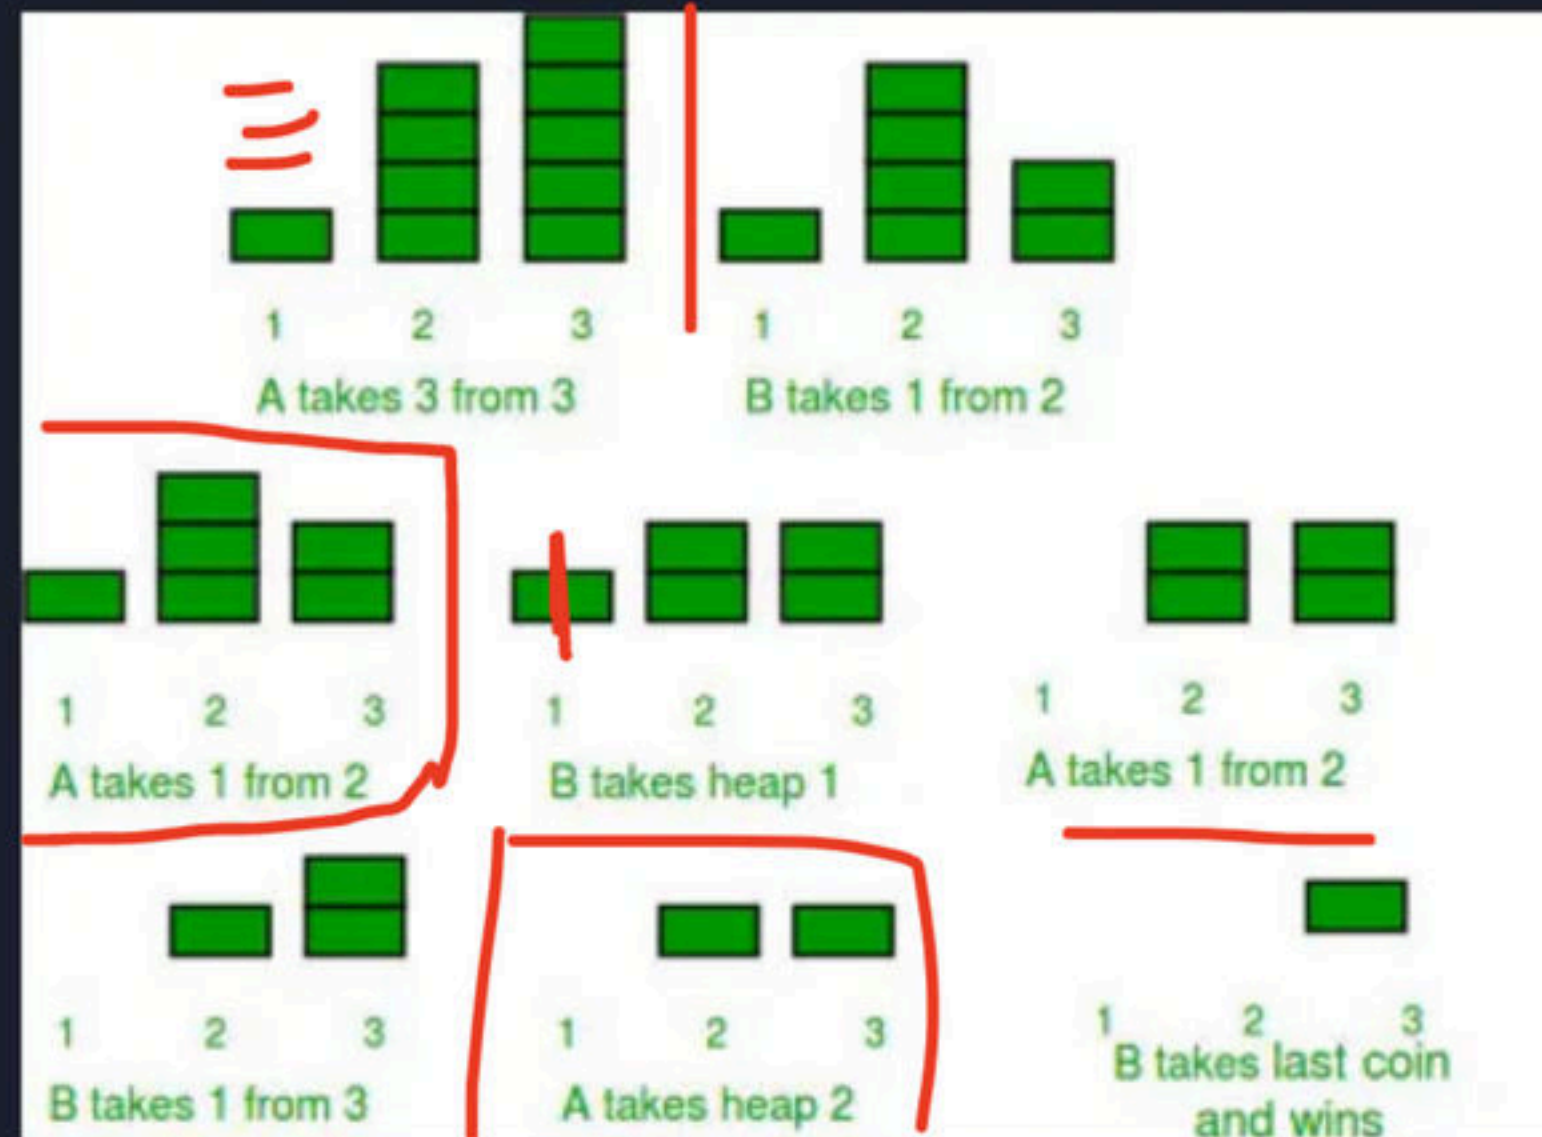 1 2 3
A takes 3 from 3
1 2 3
B takes 1 from 2
1 2 3
A takes 1 from 2
1 2 3
B takes heap 1
1 2 3
A takes 1 from 2
1 2 3
B takes 1 from 3
1 2 3
A takes heap 2
1 2 3
B takes last coin
and wins